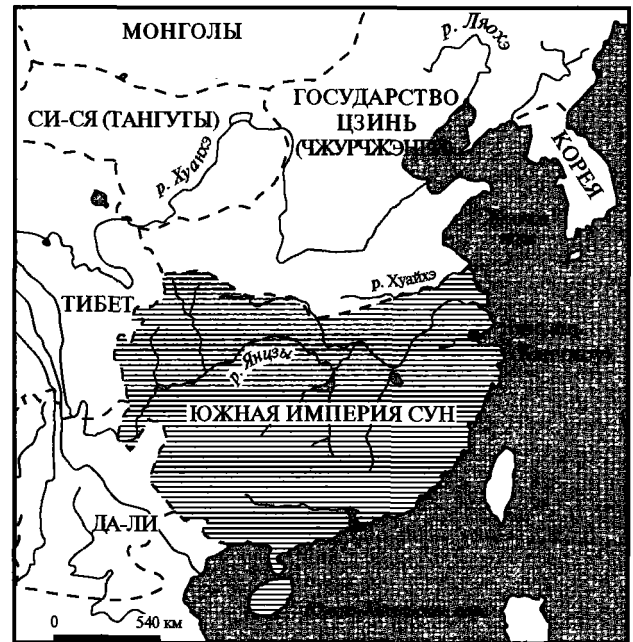 МОНГОЛЫ
р. Ляохэ
СИ-СЯ (ТАНГУТЫ)
ГОСУДАРСТВО
ЦЗИНЬ
КОРЕЯ
р. Хуанхэ
р. Хуайхэ
ТИБЕТ
р. Янцзы
ЮЖНАЯ ИМПЕРИЯ СУН
ДА-ЛИ
0 540 км